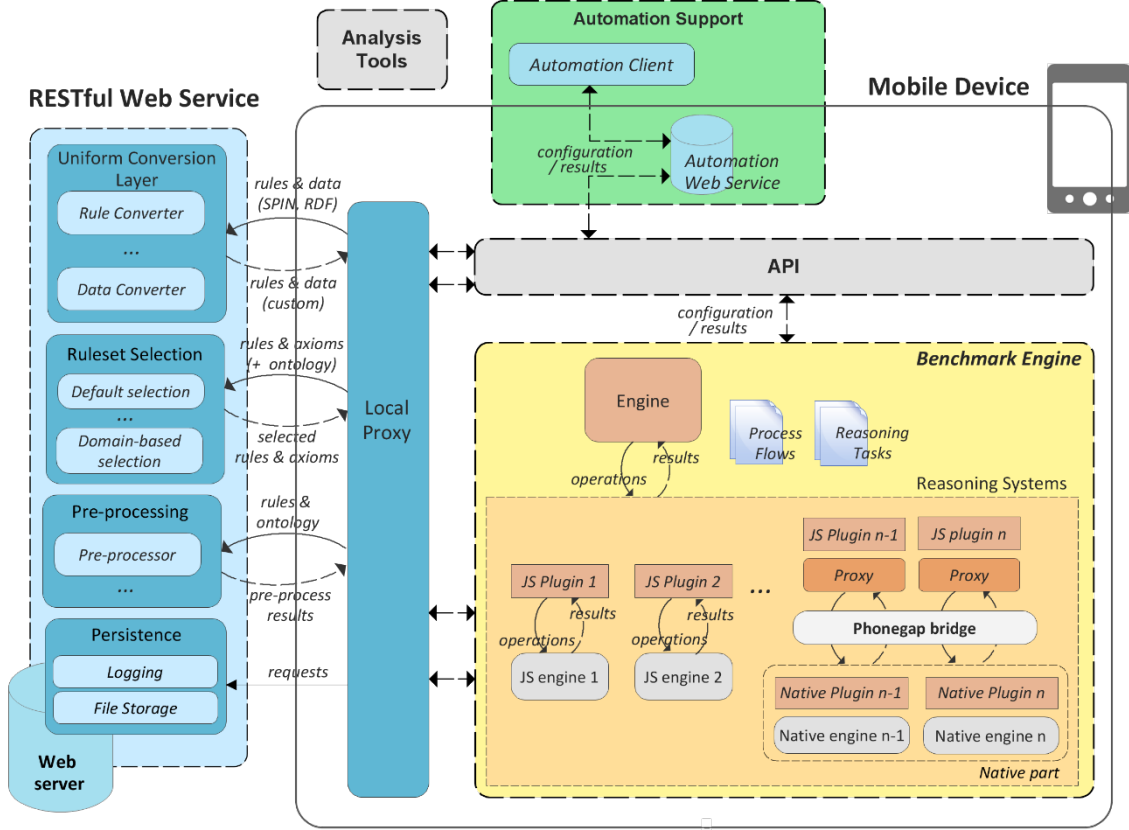 Analysis
Tools
Automation Support
Automation Client
configuration
/ results
Automation
Web Service
Mobile Device
RESTful Web Service
Uniform Conversion
Layer
Rule Converter
...
Data Converter
rules & data
(SPIN, RDF)
rules & data
(custom)
Ruleset Selection
Default selection
...
Domain-based
selection
rules & axioms
(+ ontology)
selected
rules & axioms
Pre-processing
Pre-processor
...
rules &
ontology
pre-process
results
Persistence
Logging
File Storage
requests
Web
server
Local
Proxy
API
configuration
/ results
Benchmark Engine
Engine
Process
Flows
Reasoning
Tasks
operations
results
Reasoning Systems
JS Plugin 1
operations
results
JS engine 1
JS Plugin 2
operations
results
JS engine 2
...
JS Plugin n-1
JS plugin n
Proxy
Proxy
Phonegap bridge
Native Plugin n-1
Native Plugin n
Native engine n-1
Native engine n
Native part